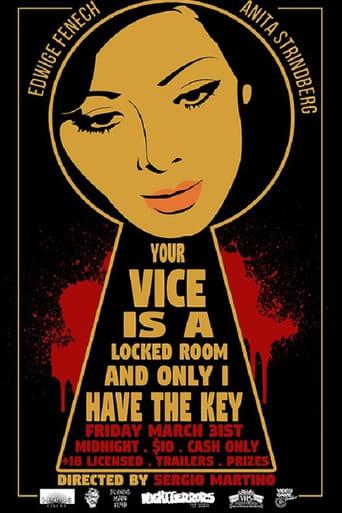 EDWIGE FENECH
ANITA STRINDBERG
YOUR
VICE
IS A
LOCKED ROOM
AND ONLY I
HAVE THE KEY
FRIDAY MARCH 31ST
MIDNIGHT . $10 . CASH ONLY
+18 LICENSED . TRAILERS . PRIZES
DIRECTED BY SERGIO MARTINO
NIGHT TERRORS